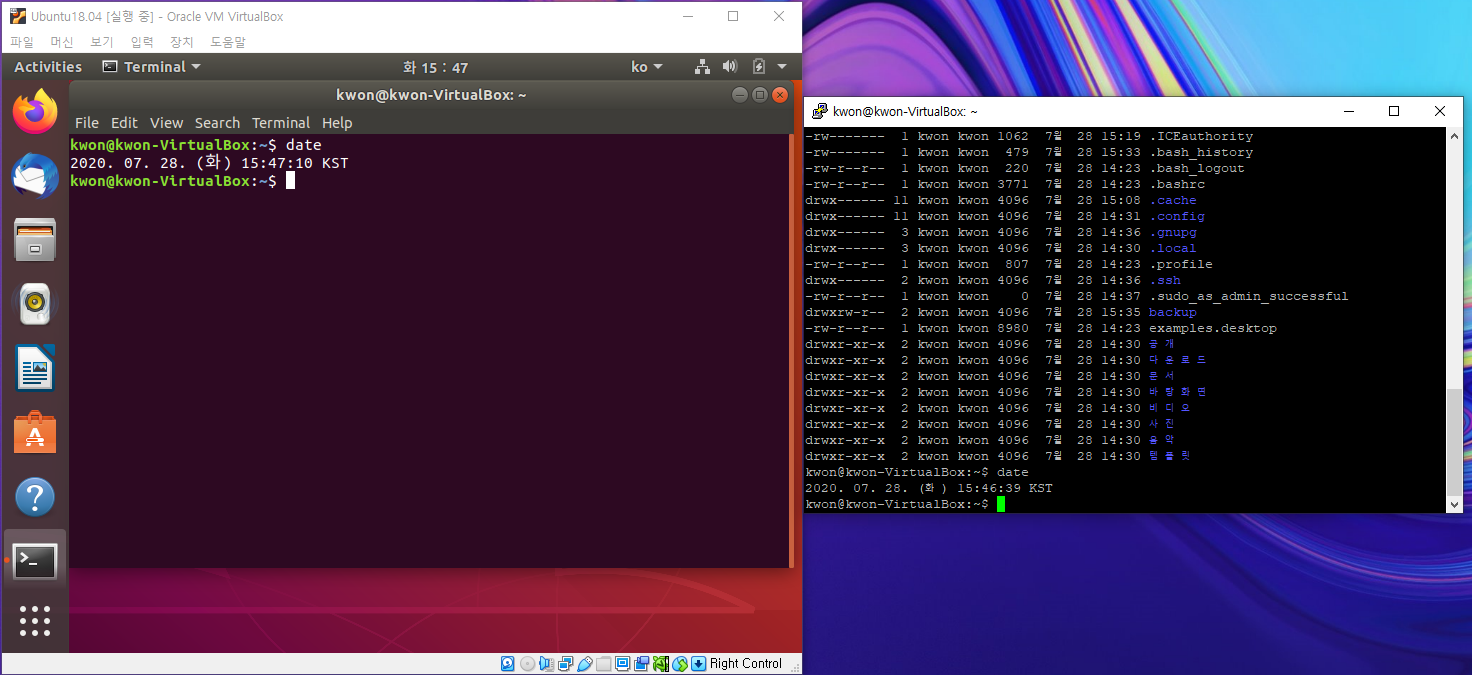 Ubuntu18.04 [실행 중] - Oracle VM VirtualBox
파일 머신 보기 입력 장치 도움말
Activities Terminal 화 15 : 47 ko
kwon@kwon-VirtualBox: ~
File Edit View Search Terminal Help
kwon@kwon-VirtualBox:~$ date
2020. 07. 28. (화) 15:47:10 KST
kwon@kwon-VirtualBox:~$
Right Control
kwon@kwon-VirtualBox: ~
-rw------- 1 kwon kwon 1062 7월 28 15:19 .ICEauthority
-rw------- 1 kwon kwon 479 7월 28 15:33 .bash_history
-rw-r--r-- 1 kwon kwon 220 7월 28 14:23 .bash_logout
-rw-r--r-- 1 kwon kwon 3771 7월 28 14:23 .bashrc
drwx------ 11 kwon kwon 4096 7월 28 15:08 .cache
drwx------ 11 kwon kwon 4096 7월 28 14:31 .config
drwx------ 3 kwon kwon 4096 7월 28 14:36 .gnupg
drwx------ 3 kwon kwon 4096 7월 28 14:30 .local
-rw-r--r-- 1 kwon kwon 807 7월 28 14:23 .profile
drwx------ 2 kwon kwon 4096 7월 28 14:36 .ssh
-rw-r--r-- 1 kwon kwon 0 7월 28 14:37 .sudo_as_admin_successful
drwxrw-r-- 2 kwon kwon 4096 7월 28 15:35 backup
-rw-r--r-- 1 kwon kwon 8980 7월 28 14:23 examples.desktop
drwxr-xr-x 2 kwon kwon 4096 7월 28 14:30 공개
drwxr-xr-x 2 kwon kwon 4096 7월 28 14:30 다운로드
drwxr-xr-x 2 kwon kwon 4096 7월 28 14:30 문서
drwxr-xr-x 2 kwon kwon 4096 7월 28 14:30 바탕화면
drwxr-xr-x 2 kwon kwon 4096 7월 28 14:30 비디오
drwxr-xr-x 2 kwon kwon 4096 7월 28 14:30 사진
drwxr-xr-x 2 kwon kwon 4096 7월 28 14:30 음악
drwxr-xr-x 2 kwon kwon 4096 7월 28 14:30 템플릿
kwon@kwon-VirtualBox:~$ date
2020. 07. 28. (화 ) 15:46:39 KST
kwon@kwon-VirtualBox:~$